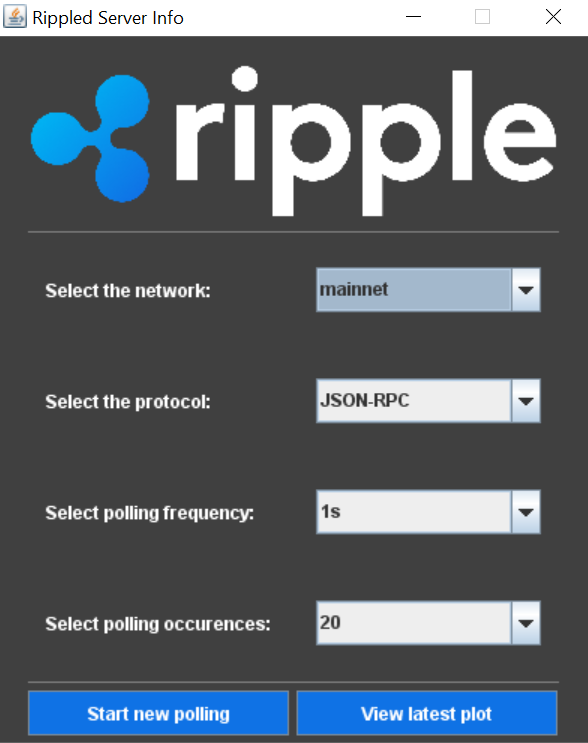 Rippled Server Info
ripple
Select the network: mainnet
Select the protocol: JSON-RPC
Select polling frequency: 1s
Select polling occurences: 20
Start new polling View latest plot